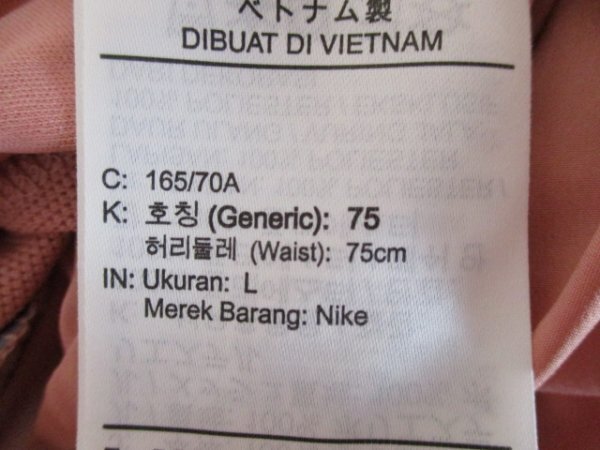 ベトナム製
DIBUAT DI VIETNAM
C: 165/70A
K: 호칭 (Generic): 75
허리둘레 (Waist): 75cm
IN: Ukuran: L
Merek Barang: Nike